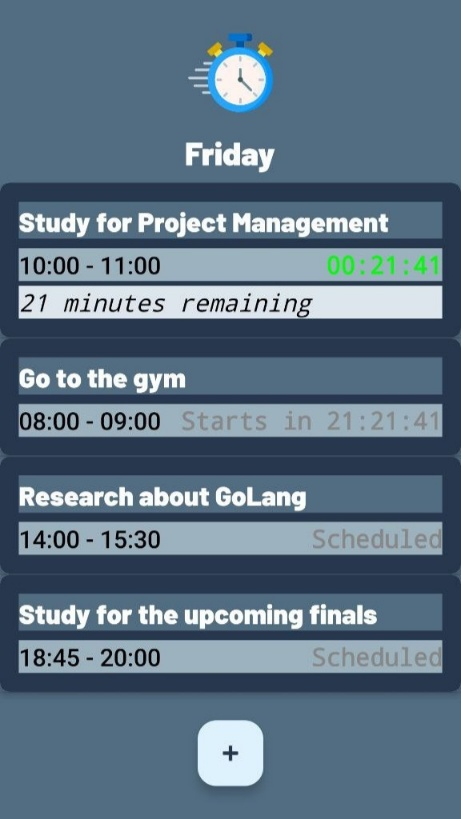 Friday
Study for Project Management
10:00 - 11:00 00:21:41
21 minutes remaining
Go to the gym
08:00 - 09:00 Starts in 21:21:41
Research about GoLang
14:00 - 15:30 Scheduled
Study for the upcoming finals
18:45 - 20:00 Scheduled
+